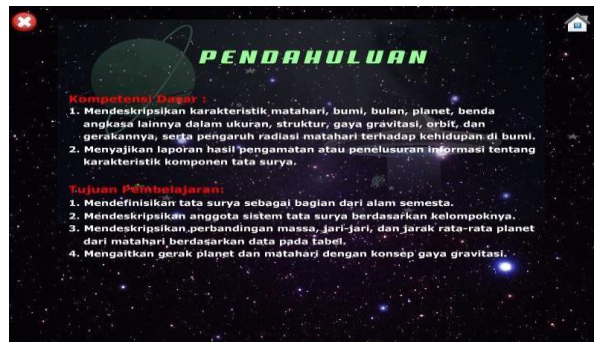 PENDAHULUAN
Kompetensi Dasar :
1. Mendeskripsikan karakteristik matahari, bumi, bulan, planet, benda
angkasa lainnya dalam ukuran, struktur, gaya gravitasi, orbit, dan
gerakannya, serta pengaruh radiasi matahari terhadap kehidupan di bumi.
2. Menyajikan laporan hasil pengamatan atau penelusuran informasi tentang
karakteristik komponen tata surya.
Tujuan Pembelajaran:
1. Mendefinisikan tata surya sebagai bagian dari alam semesta.
2. Mendeskripsikan anggota sistem tata surya berdasarkan kelompoknya.
3. Mendeskripsikan perbandingan massa, jari-jari, dan jarak rata-rata planet
dari matahari berdasarkan data pada tabel.
4. Mengaitkan gerak planet dan matahari dengan konsep gaya gravitasi.